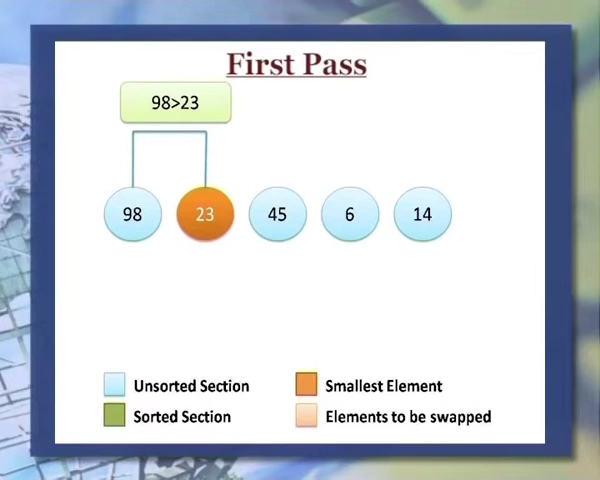 First Pass
98>23
98 23 45 6 14
Unsorted Section Smallest Element
Sorted Section Elements to be swapped